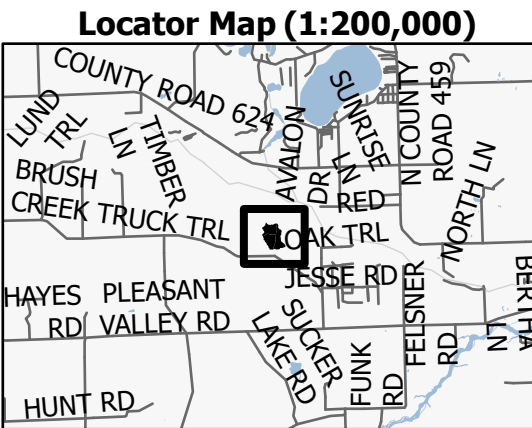 Locator Map (1:200,000)
COUNTY ROAD 624
LUND
TRL
TIMBER
LN
AVALON
DR
SUNRISE
LN
N COUNTY
ROAD 459
NORTH LN
BRUSH
CREEK TRUCK TRL
RED
OAK TRL
JESSE RD
HAYES
RD
PLEASANT
VALLEY RD
SUCKER
LAKE RD
FUNK
RD
FELSNER
RD
BERTHA
LN
HUNT RD